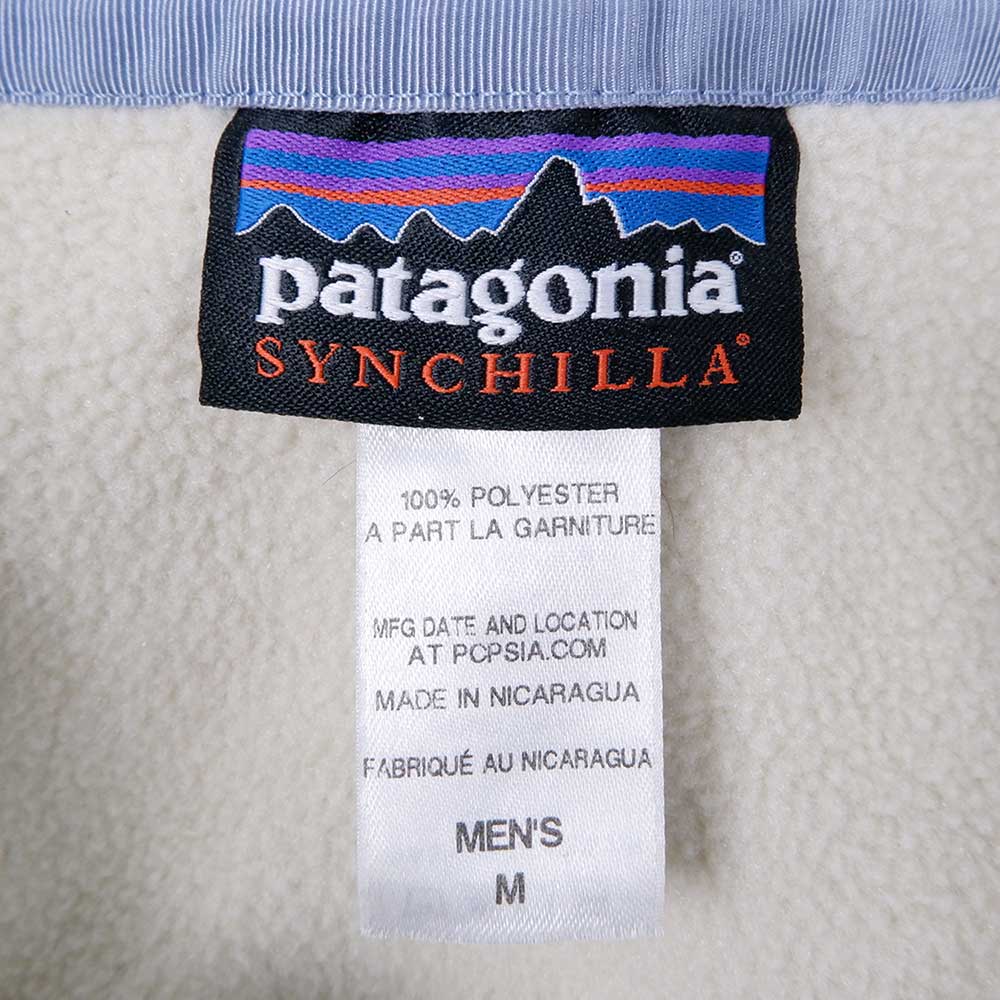 patagonia®
SYNCHILLA®
100% POLYESTER
A PART LA GARNITURE
MFG DATE AND LOCATION
AT PCPSIA.COM
MADE IN NICARAGUA
FABRIQUÉ AU NICARAGUA
MEN'S
M